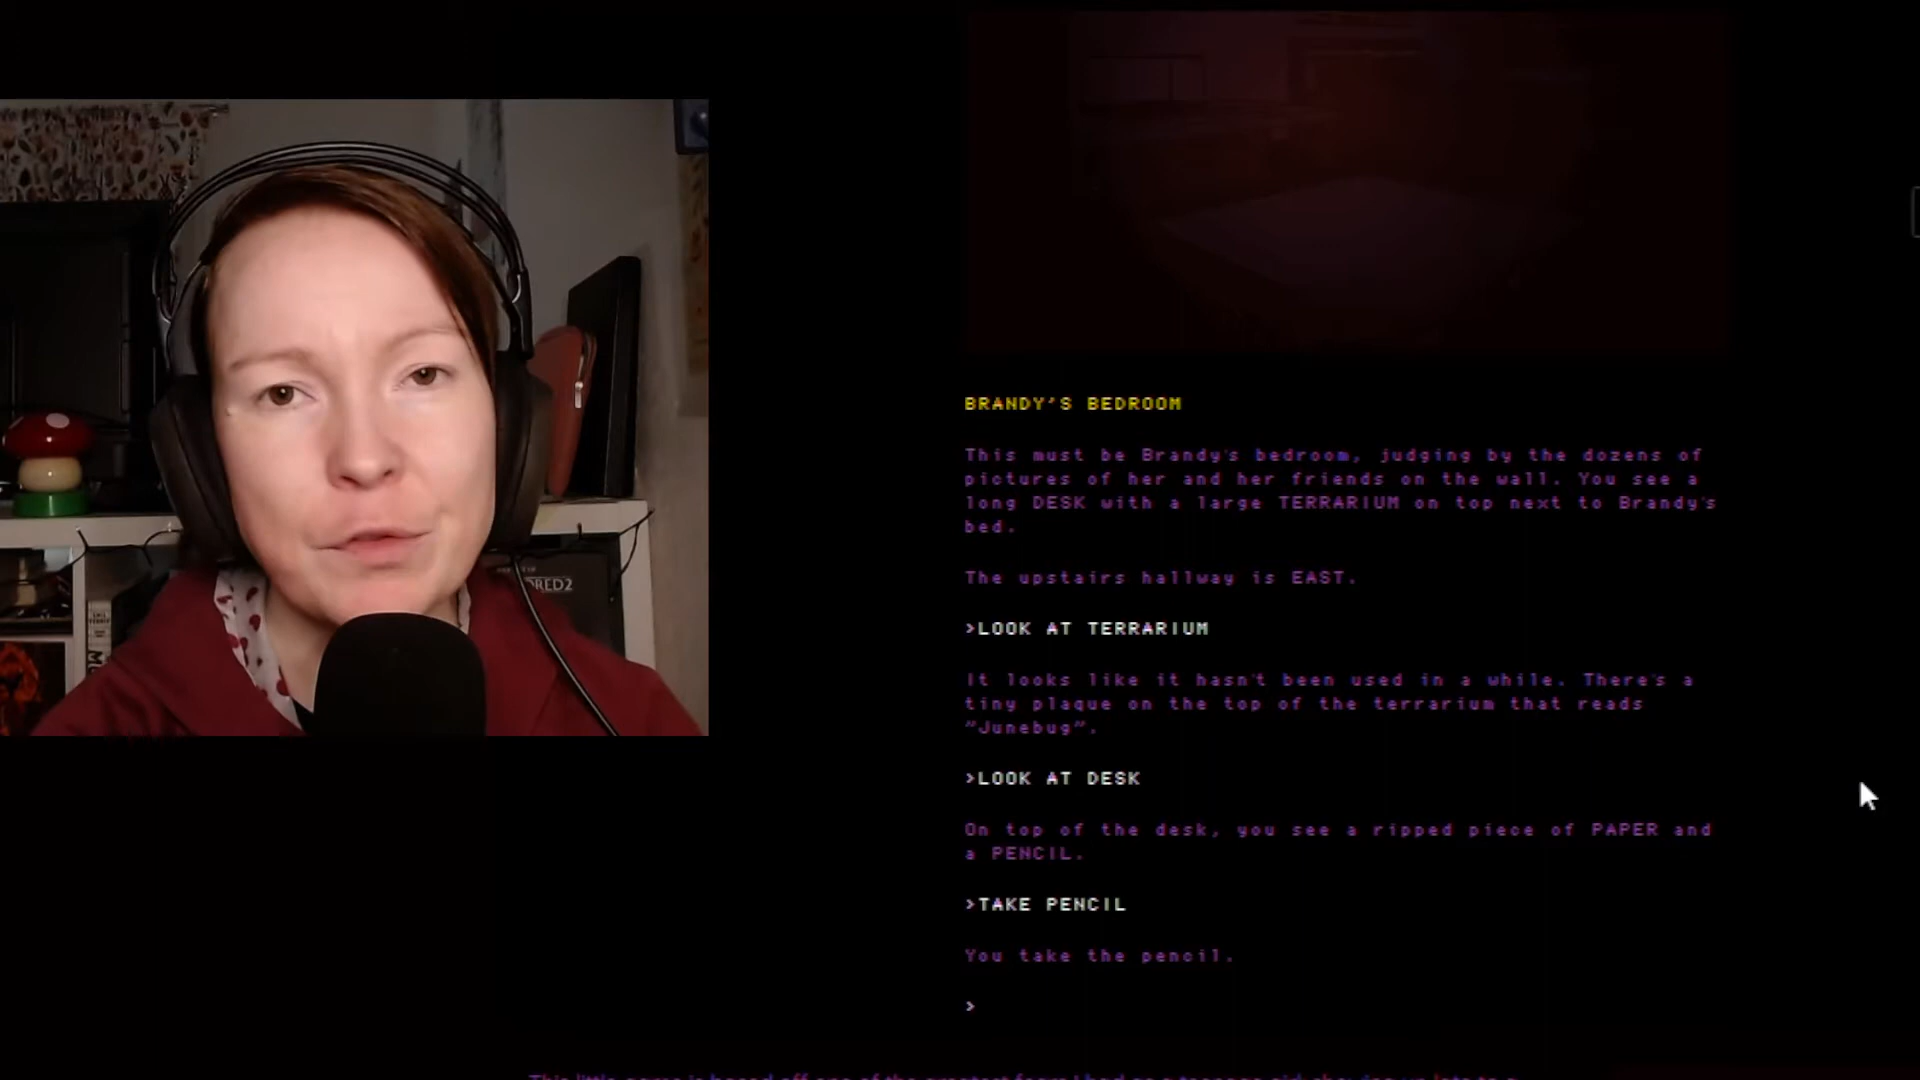 BRANDY'S BEDROOM
This must be Brandy's bedroom, judging by the dozens of
pictures of her and her friends on the wall. You see a
long DESK with a large TERRARIUM on top next to Brandy's
bed.
The upstairs hallway is EAST.
>LOOK AT TERRARIUM
It looks like it hasn't been used in a while. There's a
tiny plaque on the top of the terrarium that reads
"Junebug".
>LOOK AT DESK
On top of the desk, you see a ripped piece of PAPER and
a PENCIL.
>TAKE PENCIL
You take the pencil.
>